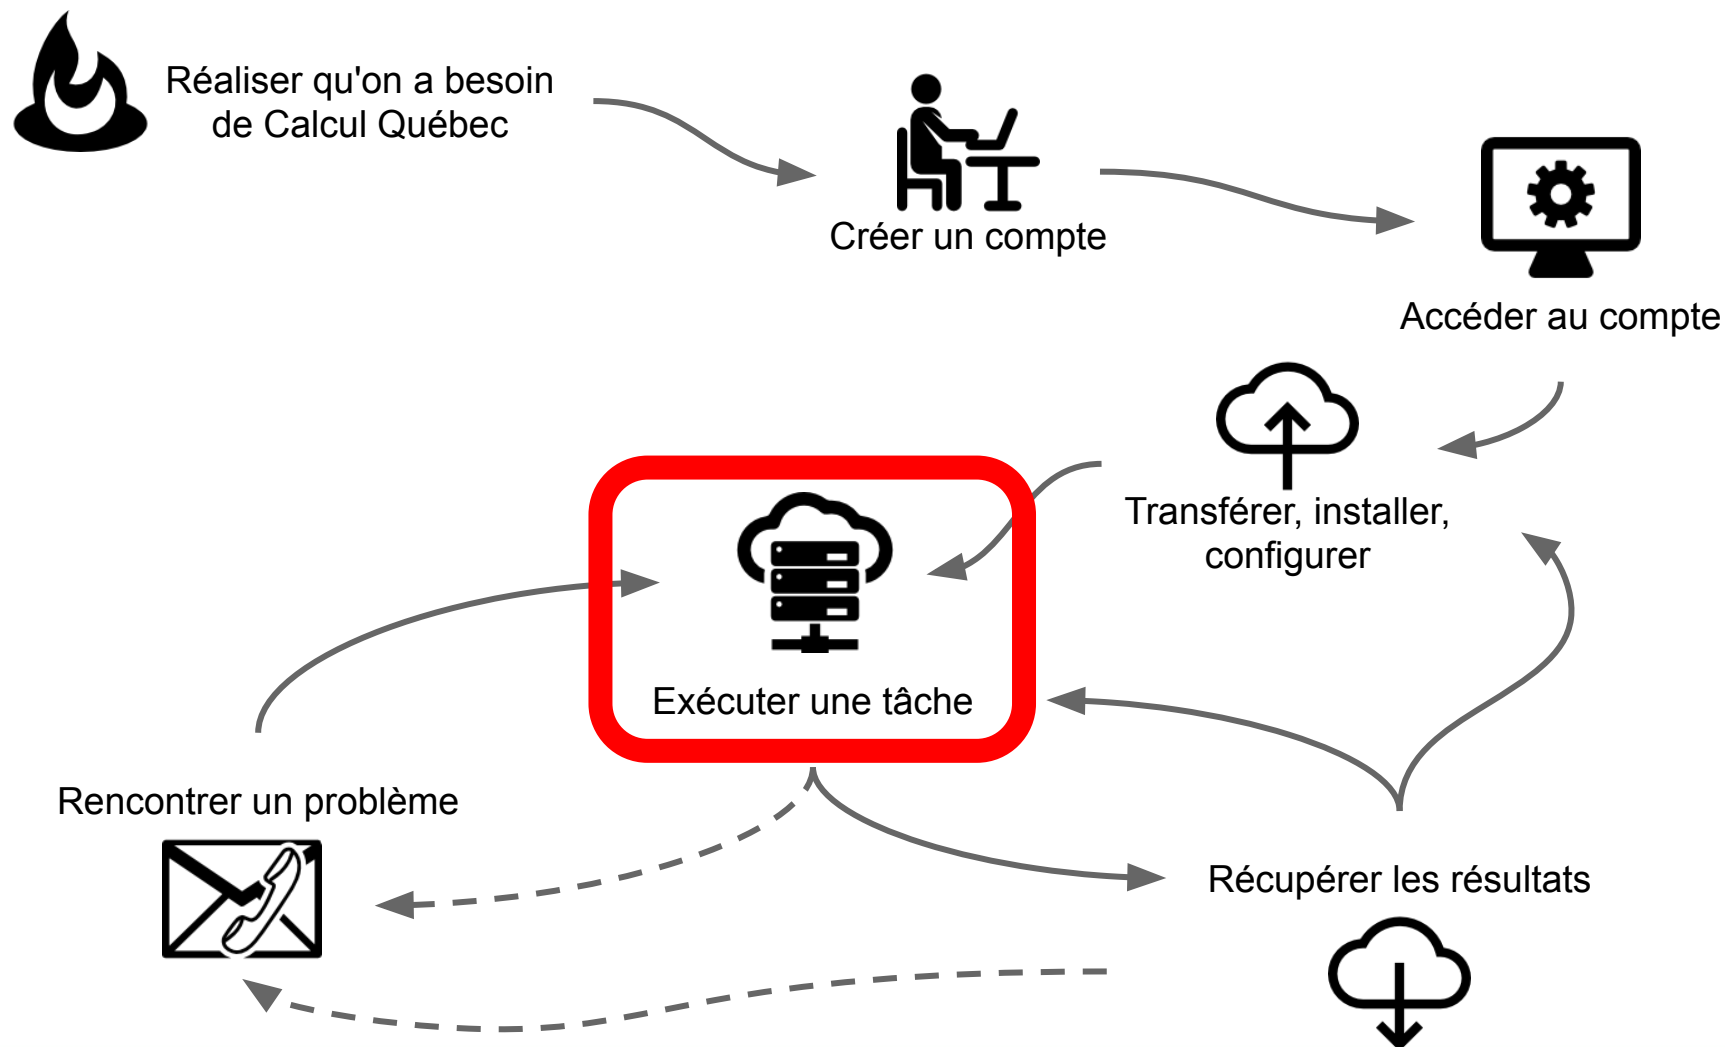 Réaliser qu'on a besoin
de Calcul Québec
Créer un compte
Accéder au compte
Transférer, installer,
configurer
Exécuter une tâche
Rencontrer un problème
Récupérer les résultats